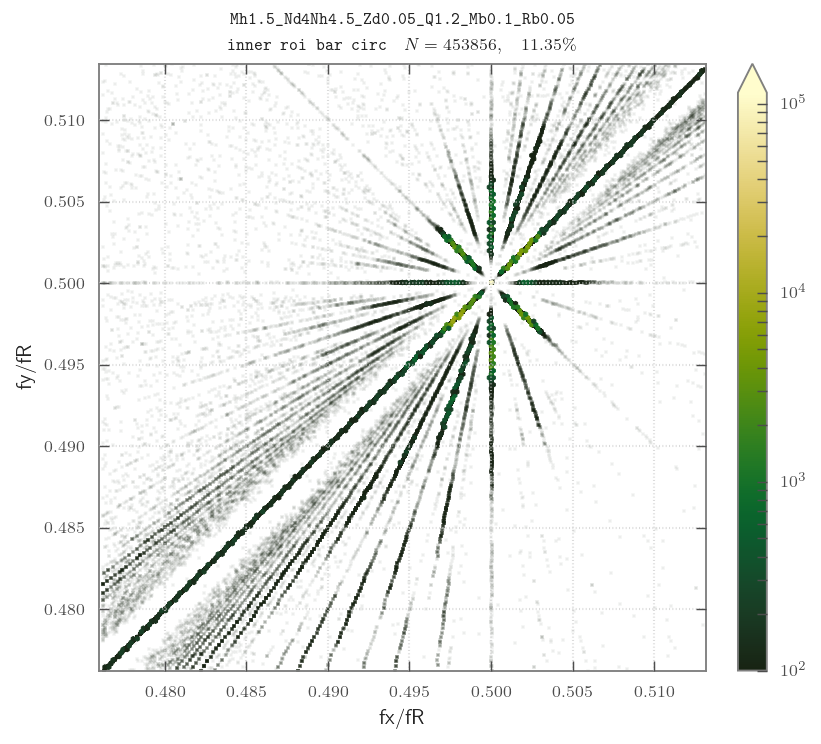 Mh1.5_Nd4Nh4.5_Zd0.05_Q1.2_Mb0.1_Rb0.05
inner roi bar circ N = 453856, 11.35%
0.510
0.505
0.500
0.495
0.490
0.485
0.480
fy/fR
0.480 0.485 0.490 0.495 0.500 0.505 0.510
fx/fR
10^5
10^4
10^3
10^2